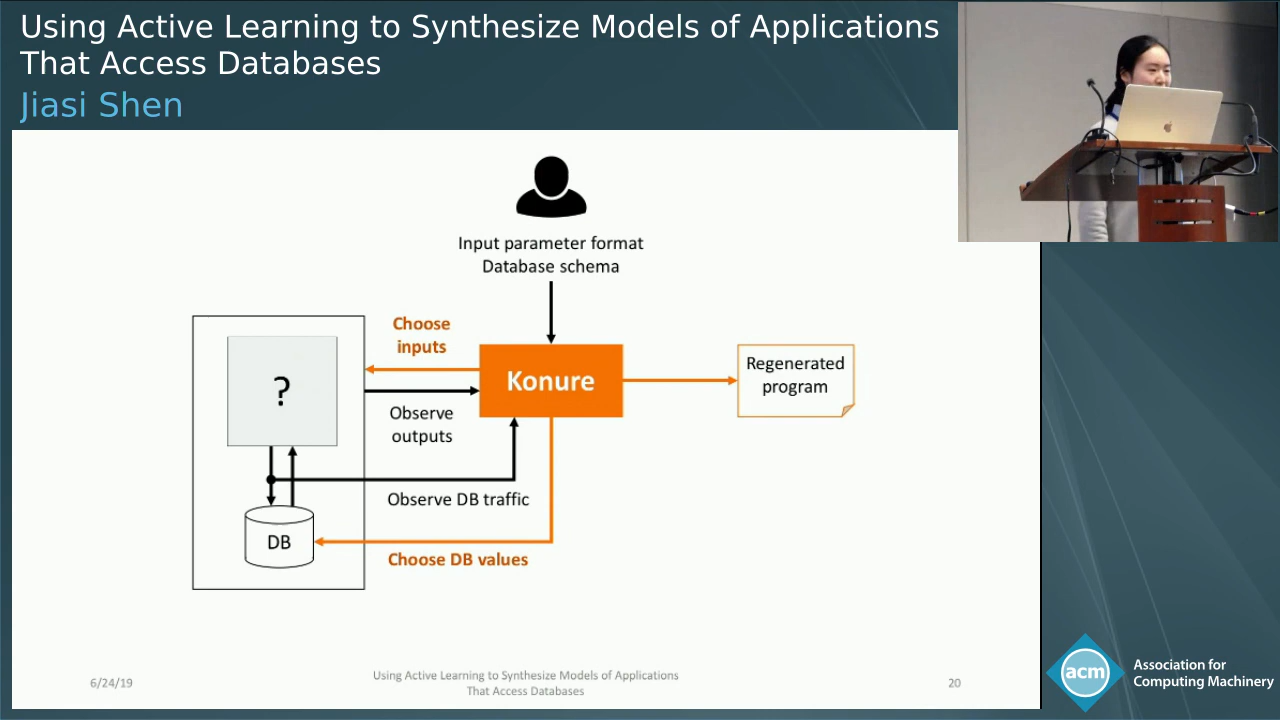 Using Active Learning to Synthesize Models of Applications
That Access Databases
Jiasi Shen
Input parameter format
Database schema
Choose
inputs
?
Konure
Regenerated
program
Observe
outputs
Observe DB traffic
DB
Choose DB values
6/24/19
Using Active Learning to Synthesize Models of Applications
That Access Databases
20
acm
Association for
Computing Machinery